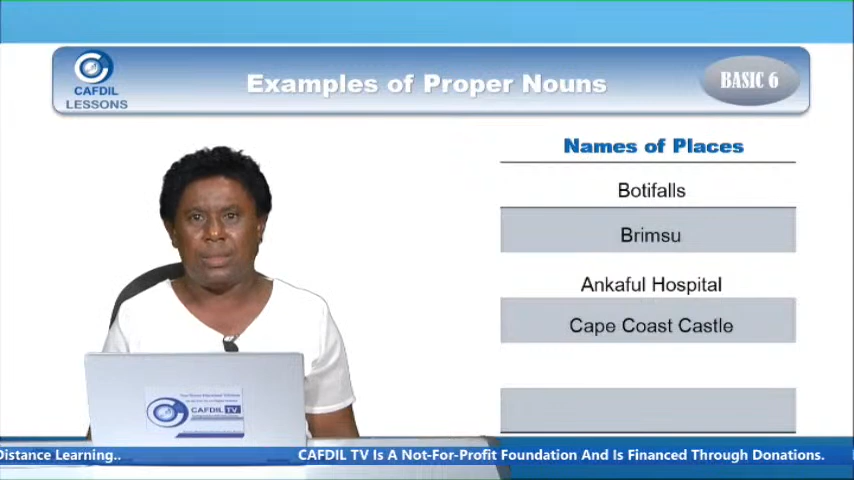 CAFDIL
LESSONS
Examples of Proper Nouns
BASIC 6
Names of Places
Botifalls
Brimsu
Ankaful Hospital
Cape Coast Castle
CAFDIL TV
Distance Learning..
CAFDIL TV Is A Not-For-Profit Foundation And Is Financed Through Donations.